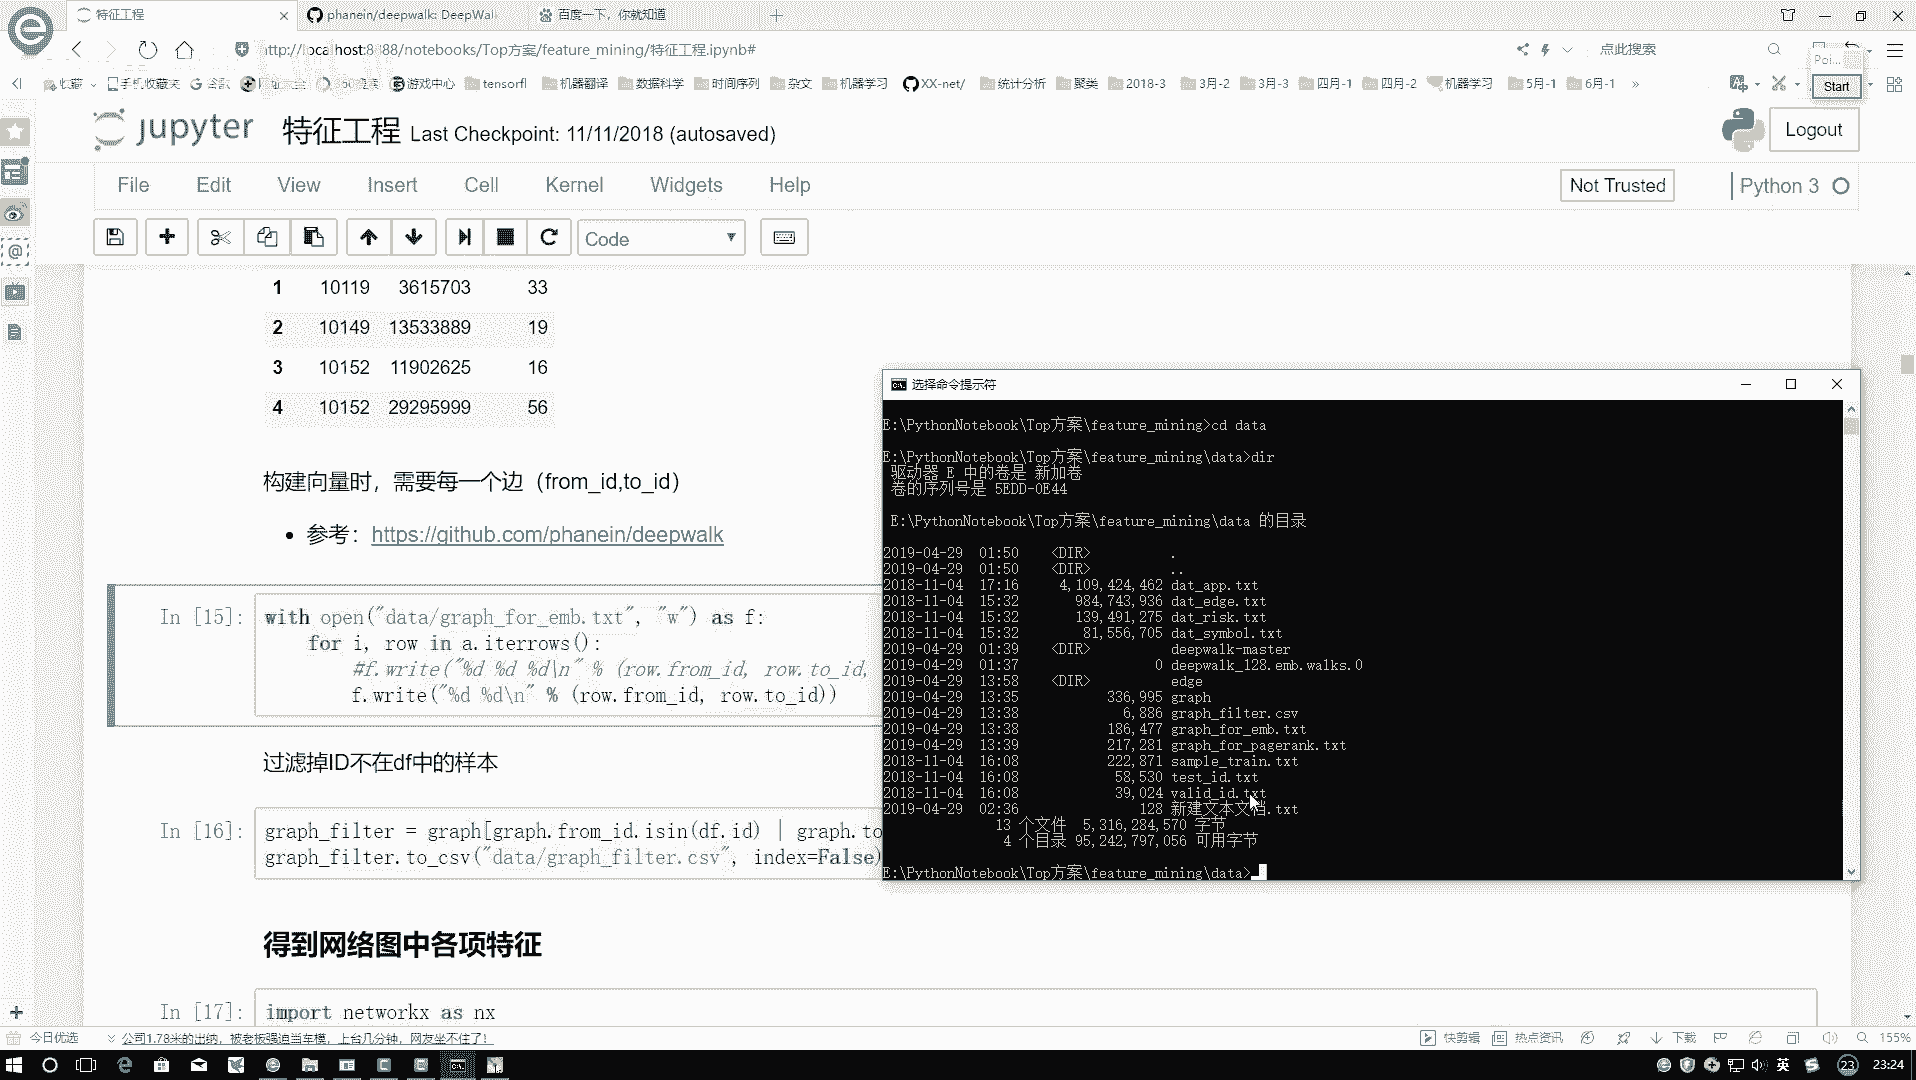 特征工程
phanein/deepwalk: DeepWalk
百度一下，你就知道
http://localhost:8888/notebooks/Top方案/feature_mining/特征工程.ipynb#
点此搜索
收藏 手机收藏夹 游戏中心 tensorfl 机器翻译 数据科学 时间序列 杂文 机器学习 XX-net/ 统计分析 聚类 2018-3 3月-2 3月-3 四月-1 四月-2 机器学习 5月-1 6月-1 »
Poi...
Start
jupyter 特征工程 Last Checkpoint: 11/11/2018 (autosaved)
Logout
File Edit View Insert Cell Kernel Widgets Help
Not Trusted
Python 3
Code
1 10119 3615703 33
2 10149 13533889 19
3 10152 11902625 16
4 10152 29295999 56
构建向量时，需要每一个边（from_id,to_id）
• 参考：https://github.com/phanein/deepwalk
In [15]:
with open("data/graph_for_emb.txt", "w") as f:
for i, row in a.iterrows():
#f.write("%d %d %d\n" % (row.from_id, row.to_id,
f.write("%d %d\n" % (row.from_id, row.to_id))
过滤掉ID不在df中的样本
In [16]:
graph_filter = graph[graph.from_id.isin(df.id) | graph.to
graph_filter.to_csv("data/graph_filter.csv", index=False)
得到网络图中各项特征
In [17]:
import networkx as nx
选择命令提示符
E:\PythonNotebook\Top方案\feature_mining>cd data
E:\PythonNotebook\Top方案\feature_mining\data>dir
驱动器 E 中的卷是 新加卷
卷的序列号是 5EDD-0E44
E:\PythonNotebook\Top方案\feature_mining\data 的目录
2019-04-29 01:50 <DIR> .
2019-04-29 01:50 <DIR> ..
2018-11-04 17:16 4,109,424,462 dat_app.txt
2018-11-04 15:32 984,743,936 dat_edge.txt
2018-11-04 15:32 139,491,275 dat_risk.txt
2018-11-04 15:32 81,556,705 dat_symbol.txt
2019-04-29 01:39 <DIR> deepwalk-master
2019-04-29 01:37 0 deepwalk_128.emb.walks.0
2019-04-29 13:58 <DIR> edge
2019-04-29 13:35 336,995 graph
2019-04-29 13:38 6,886 graph_filter.csv
2019-04-29 13:38 186,477 graph_for_emb.txt
2019-04-29 13:39 217,281 graph_for_pagerank.txt
2018-11-04 16:08 222,871 sample_train.txt
2018-11-04 16:08 58,530 test_id.txt
2018-11-04 16:08 39,024 valid_id.txt
2019-04-29 02:36 128 新建文本文档.txt
13 个文件 5,316,284,570 字节
4 个目录 95,242,797,056 可用字节
E:\PythonNotebook\Top方案\feature_mining\data>
今日优选
公司1.78米的出纳，被老板强迫当车模，上台几分钟，网友坐不住了！
快剪辑 热点资讯 下载 155%
英 23 23:24